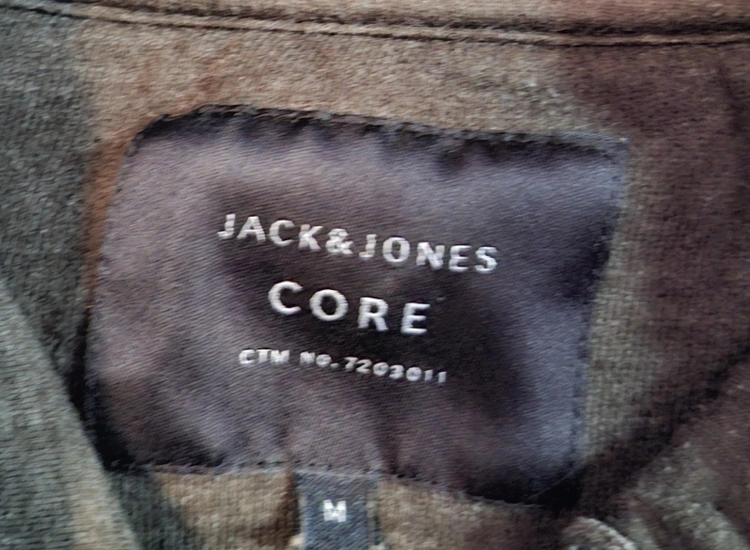 JACK&JONES
CORE
CTM NO. 7203011
M